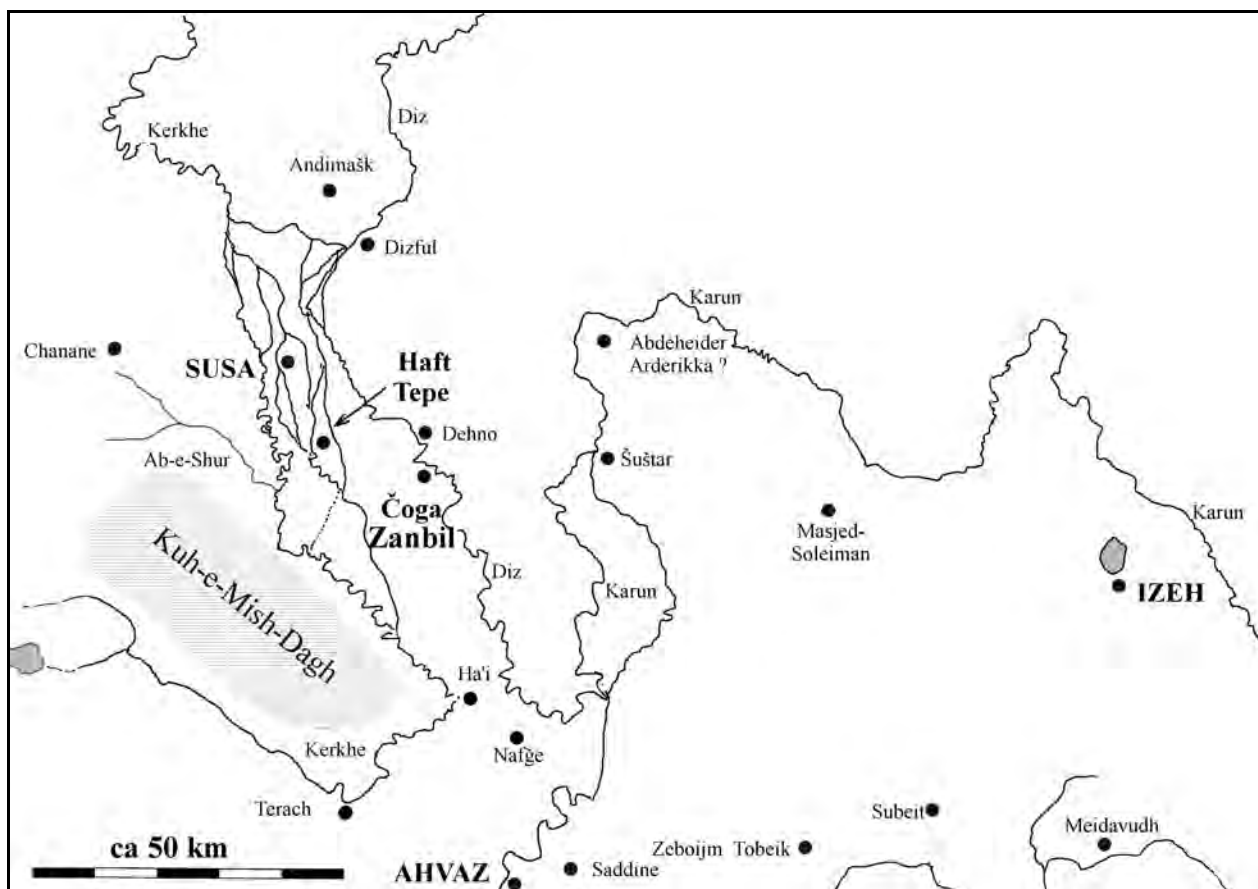 Kerkhe
Diz
Andimašk
Dizful
Karun
Chanane
SUSA
Haft
Tepe
Abdeheider
Arderikka ?
Dehno
Šuštar
Ab-e-Shur
Čoga
Zanbil
Masjed-
Soleiman
Karun
Kuh-e-Mish-Dagh
Diz
Karun
IZEH
Ha'i
Nafğe
Kerkhe
Terach
Subeit
Meidavudh
ca 50 km
Zeboijm Tobeik
AHVAZ
Saddine